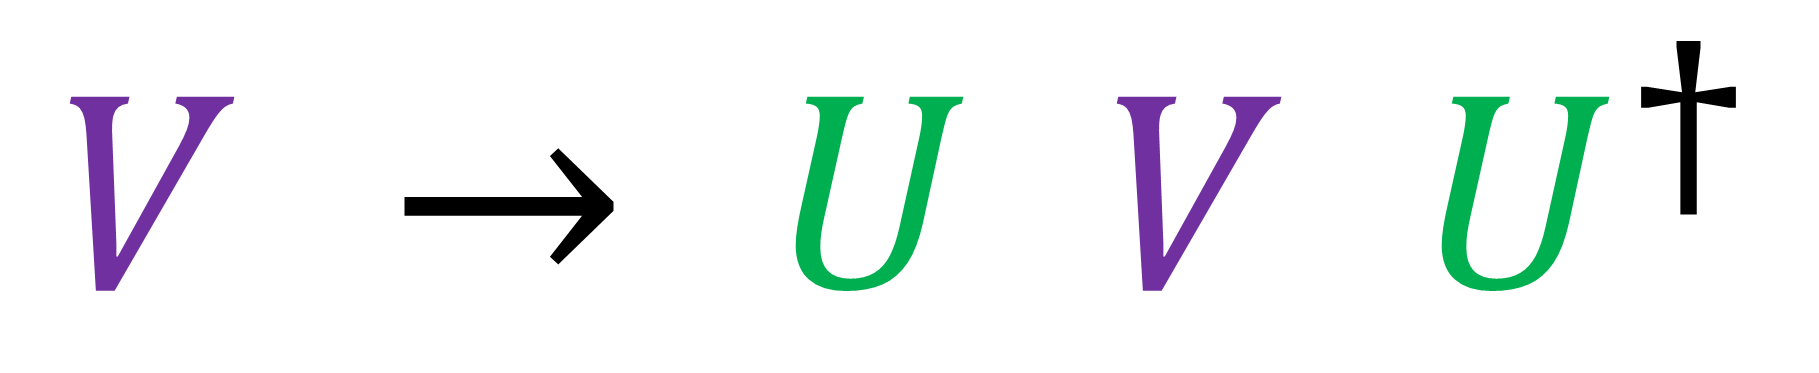 V → U V U†